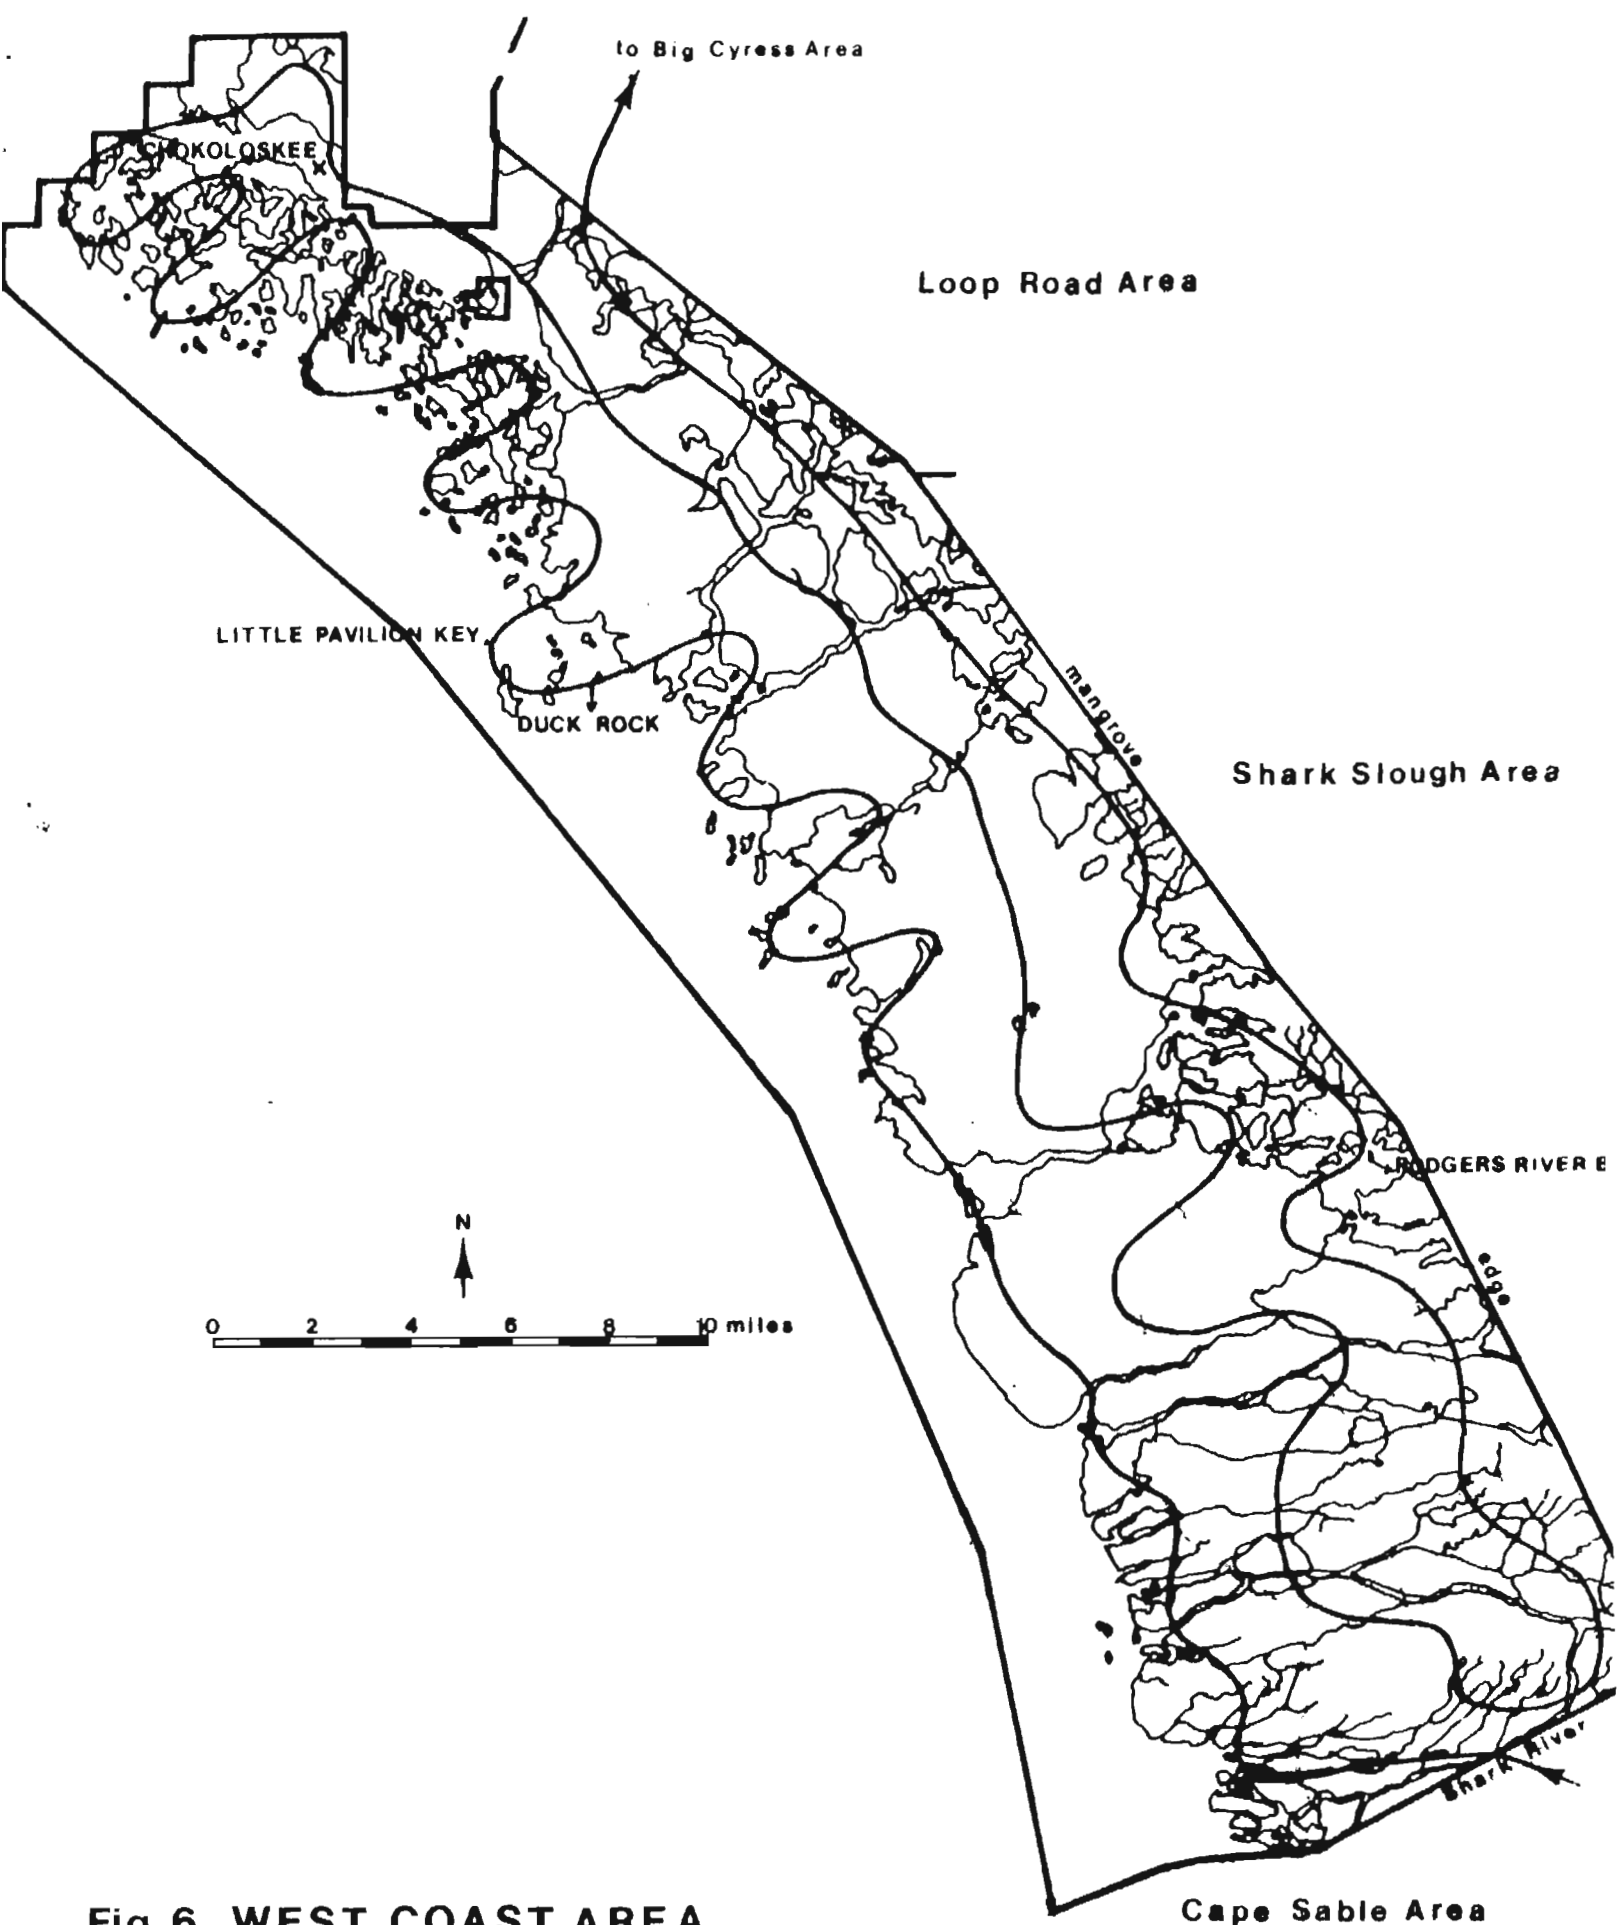 to Big Cyress Area
CHOKOLOSKEE
X
Loop Road Area
LITTLE PAVILION KEY
DUCK ROCK
mangrove
Shark Slough Area
RODGERS RIVER B
N
edge
0 2 4 6 8 10 miles
Shark River
Cape Sable Area
Fig 6 WEST COAST AREA